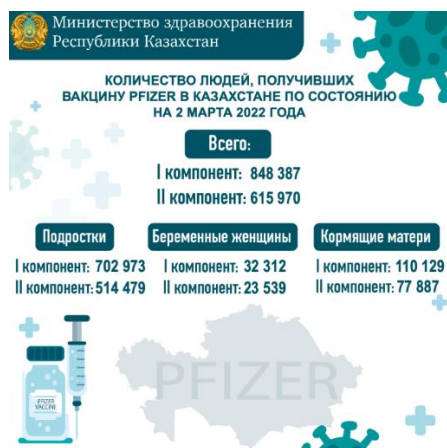 Министерство здравоохранения
Республики Казахстан
КОЛИЧЕСТВО ЛЮДЕЙ, ПОЛУЧИВШИХ
ВАКЦИНУ PFIZER В КАЗАХСТАНЕ ПО СОСТОЯНИЮ
НА 2 МАРТА 2022 ГОДА
Всего:
I компонент: 848 387
II компонент: 615 970
Подростки
I компонент: 702 973
II компонент: 514 479
Беременные женщины
I компонент: 32 312
II компонент: 23 539
Кормящие матери
I компонент: 110 129
II компонент: 77 887
PFIZER
PFIZER
VACCINE